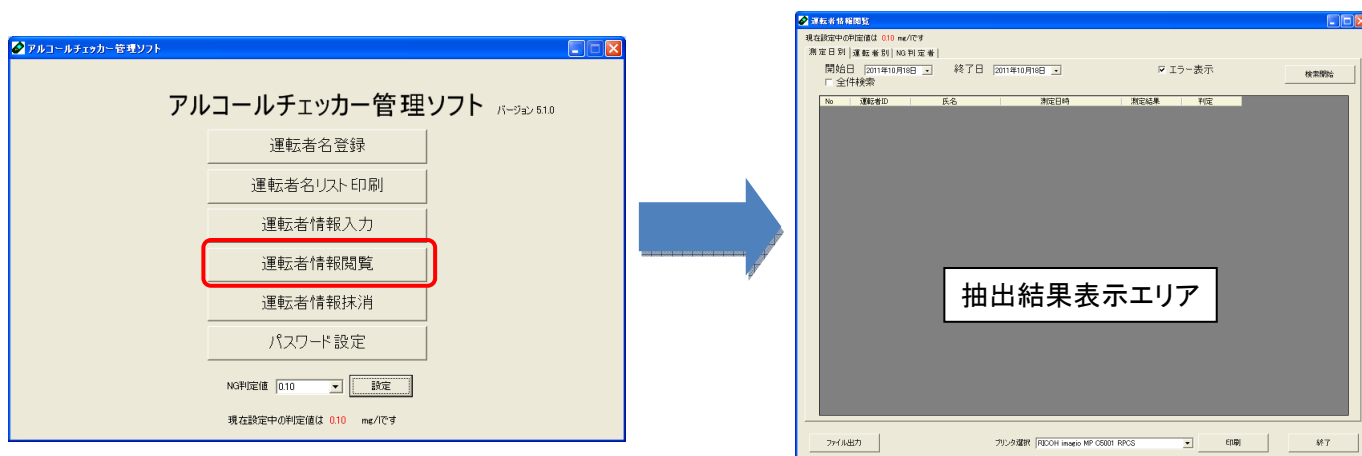 アルコールチェッカー管理ソフト
アルコールチェッカー管理ソフト バージョン 5.1.0
運転者名登録
運転者名リスト印刷
運転者情報入力
運転者情報閲覧
運転者情報抹消
パスワード設定
NG判定値 0.10 設定
現在設定中の判定値は 0.10 mg/lです
運転者情報閲覧
現在設定中の判定値は 0.10 mg/lです
測定日別 運転者別 NG判定者
開始日 2011年10月18日 終了日 2011年10月18日 エラー表示 検索開始
全件検索
No 運転者ID 氏名 測定日時 測定結果 判定
抽出結果表示エリア
ファイル出力 プリンタ選択 RICOH imagio MP C5001 RPCS 印刷 終了